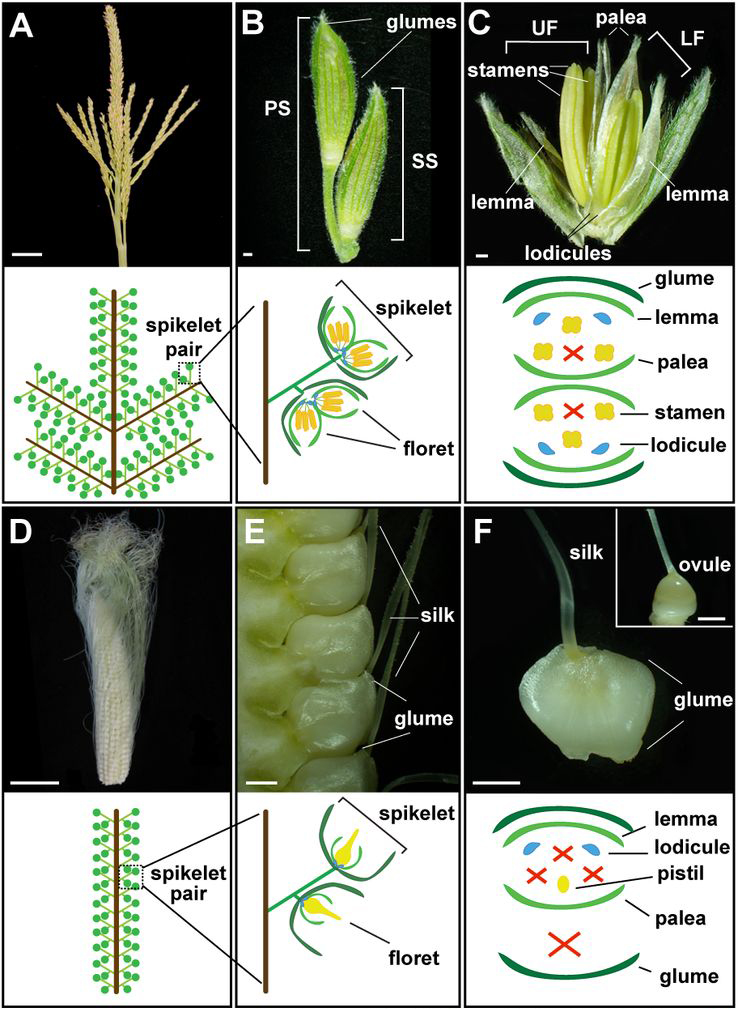 A
B
glumes
PS
SS
C
UF
palea
LF
stamens
lemma
lemma
lodicules
spikelet
pair
spikelet
floret
glume
lemma
palea
stamen
lodicule
D
E
silk
glume
F
silk
ovule
glume
spikelet
pair
spikelet
floret
lemma
lodicule
pistil
palea
glume